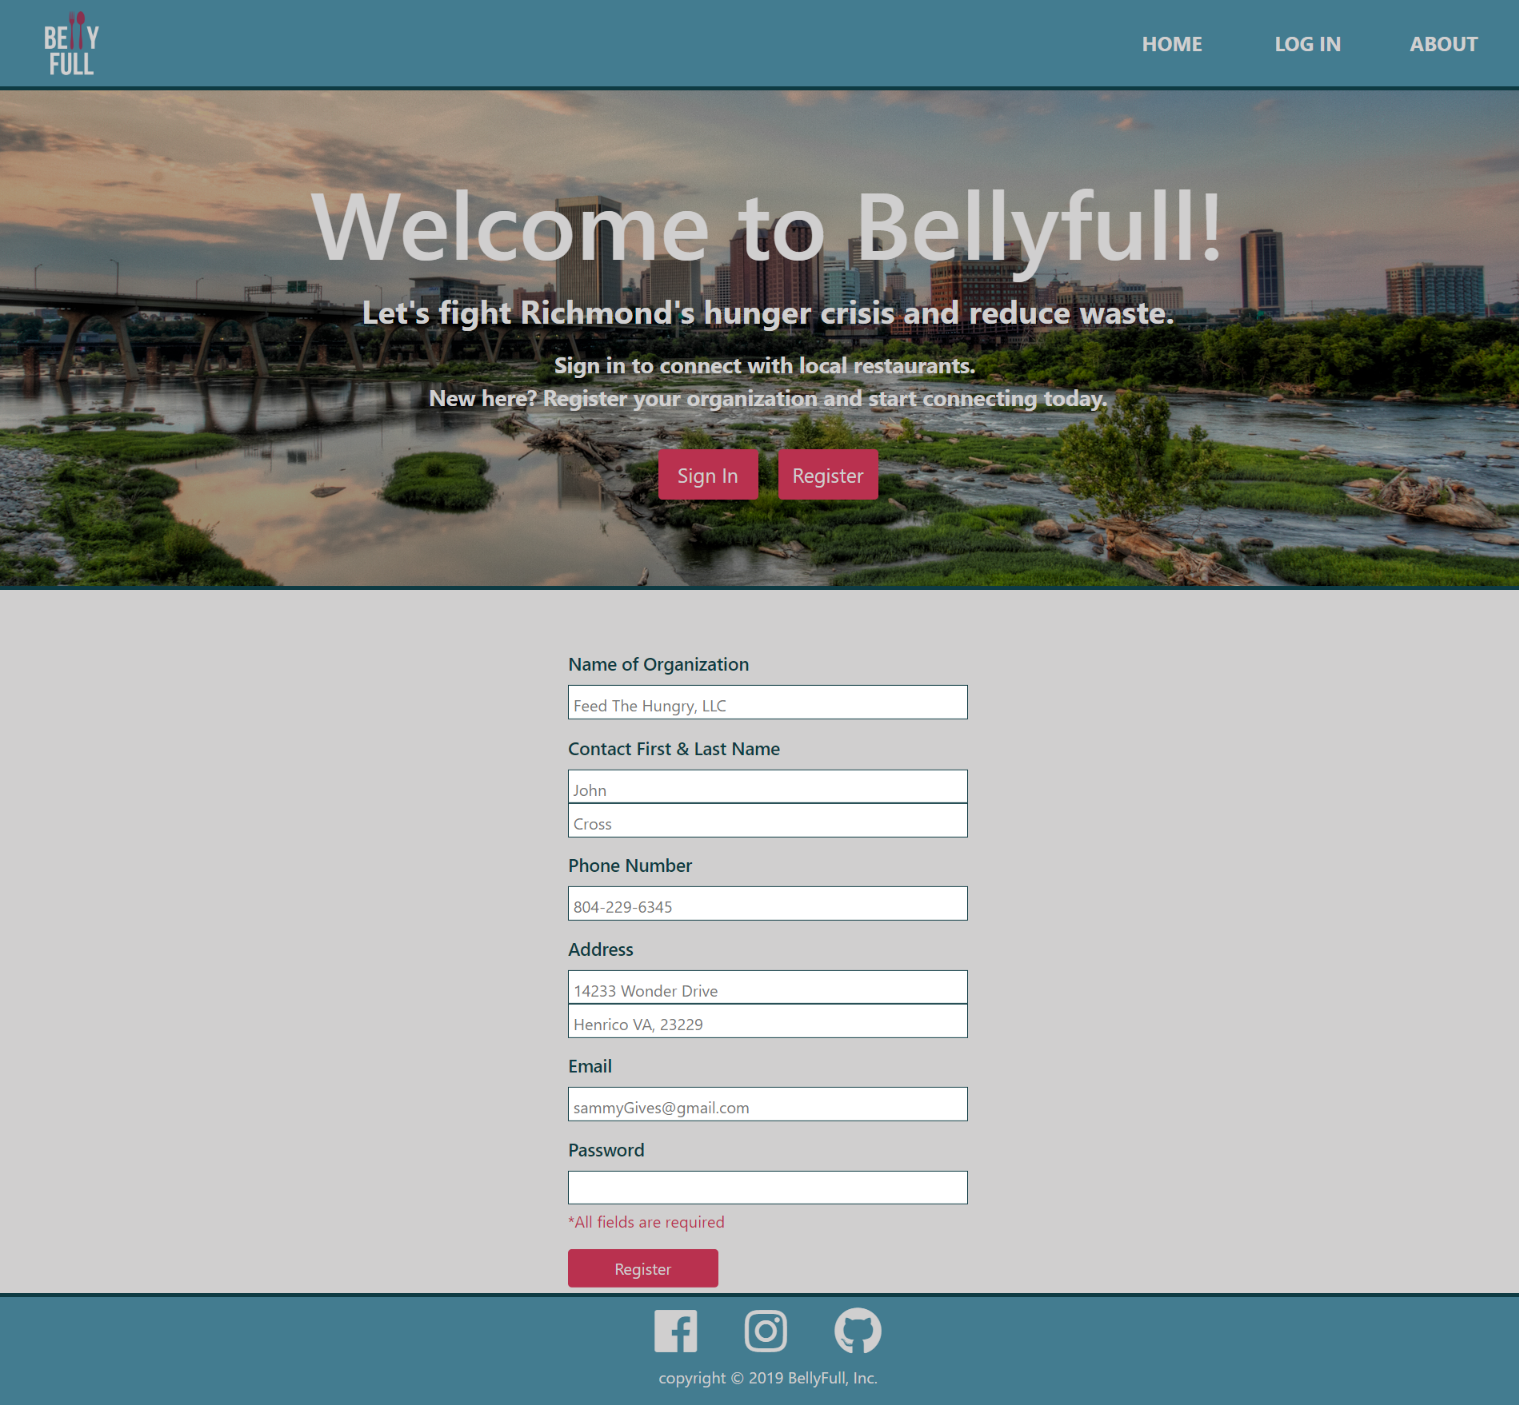 BELLY
FULL
HOME
LOG IN
ABOUT
Welcome to Bellyfull!
Let's fight Richmond's hunger crisis and reduce waste.
Sign in to connect with local restaurants.
New here? Register your organization and start connecting today.
Sign In
Register
Name of Organization
Feed The Hungry, LLC
Contact First & Last Name
John
Cross
Phone Number
804-229-6345
Address
14233 Wonder Drive
Henrico VA, 23229
Email
sammyGives@gmail.com
Password
*All fields are required
Register
copyright © 2019 BellyFull, Inc.